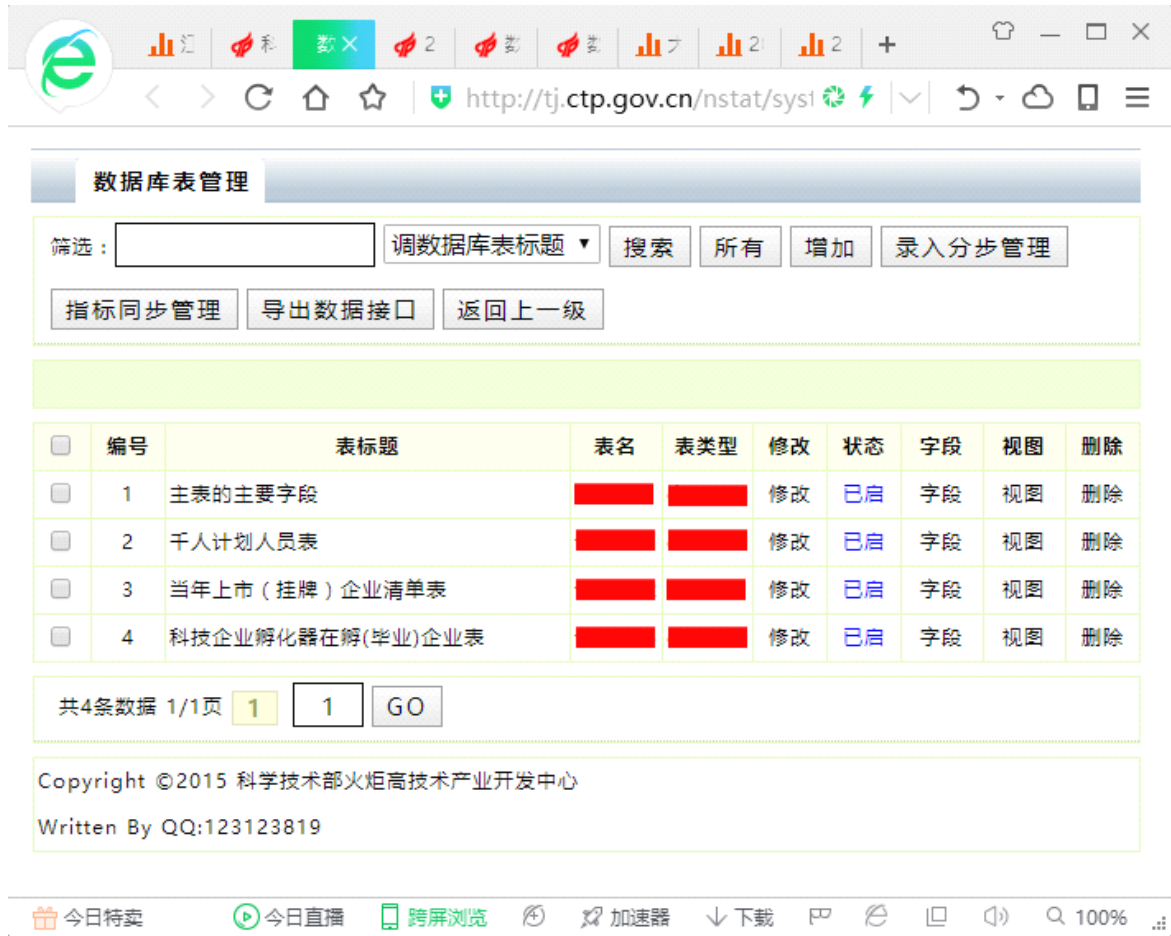 汇
科
数
2
数
数
大
2
2
http://tj.ctp.gov.cn/nstat/syst
数据库表管理
筛选： 调数据库表标题 搜索 所有 增加 录入分步管理
指标同步管理 导出数据接口 返回上一级
编号 表标题 表名 表类型 修改 状态 字段 视图 删除
1 主表的主要字段 修改 已启 字段 视图 删除
2 千人计划人员表 修改 已启 字段 视图 删除
3 当年上市（挂牌）企业清单表 修改 已启 字段 视图 删除
4 科技企业孵化器在孵(毕业)企业表 修改 已启 字段 视图 删除
共4条数据 1/1页 1 1 GO
Copyright ©2015 科学技术部火炬高技术产业开发中心
Written By QQ:123123819
今日特卖 今日直播 跨屏浏览 加速器 下载 100%